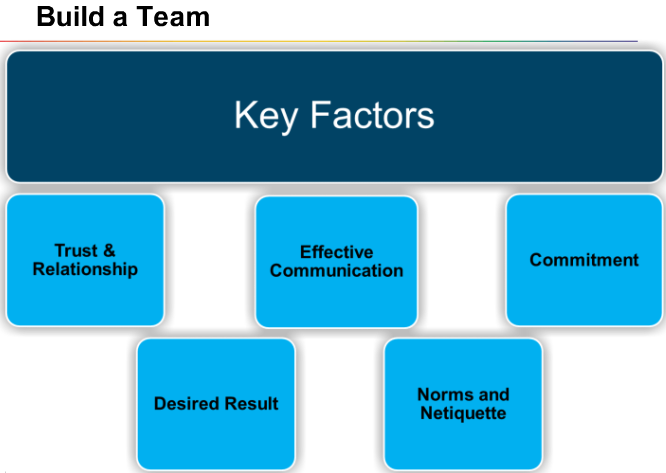 Build a Team
Key Factors
Trust &
Relationship
Effective
Communication
Commitment
Desired Result
Norms and
Netiquette